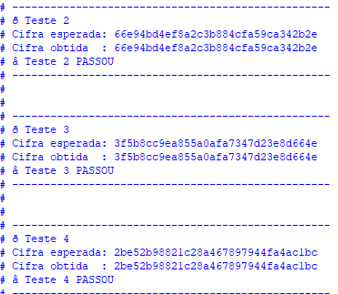 # ------------------------------------------------
# ð Teste 2
# Cifra esperada: 66e94bd4ef8a2c3b884cfa59ca342b2e
# Cifra obtida  : 66e94bd4ef8a2c3b884cfa59ca342b2e
# â Teste 2 PASSOU
# ------------------------------------------------
#
#
# ------------------------------------------------
# ð Teste 3
# Cifra esperada: 3f5b8cc9ea855a0afa7347d23e8d664e
# Cifra obtida  : 3f5b8cc9ea855a0afa7347d23e8d664e
# â Teste 3 PASSOU
# ------------------------------------------------
#
#
# ------------------------------------------------
# ð Teste 4
# Cifra esperada: 2be52b98821c28a467897944fa4ac1bc
# Cifra obtida  : 2be52b98821c28a467897944fa4ac1bc
# â Teste 4 PASSOU
# ------------------------------------------------